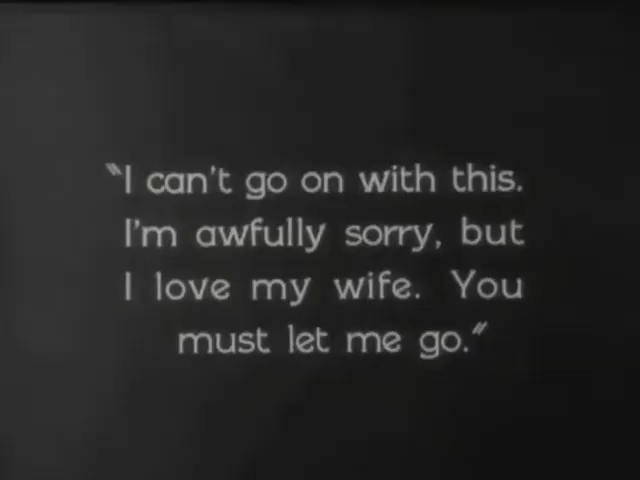 "I can't go on with this.
I'm awfully sorry, but
I love my wife. You
must let me go."